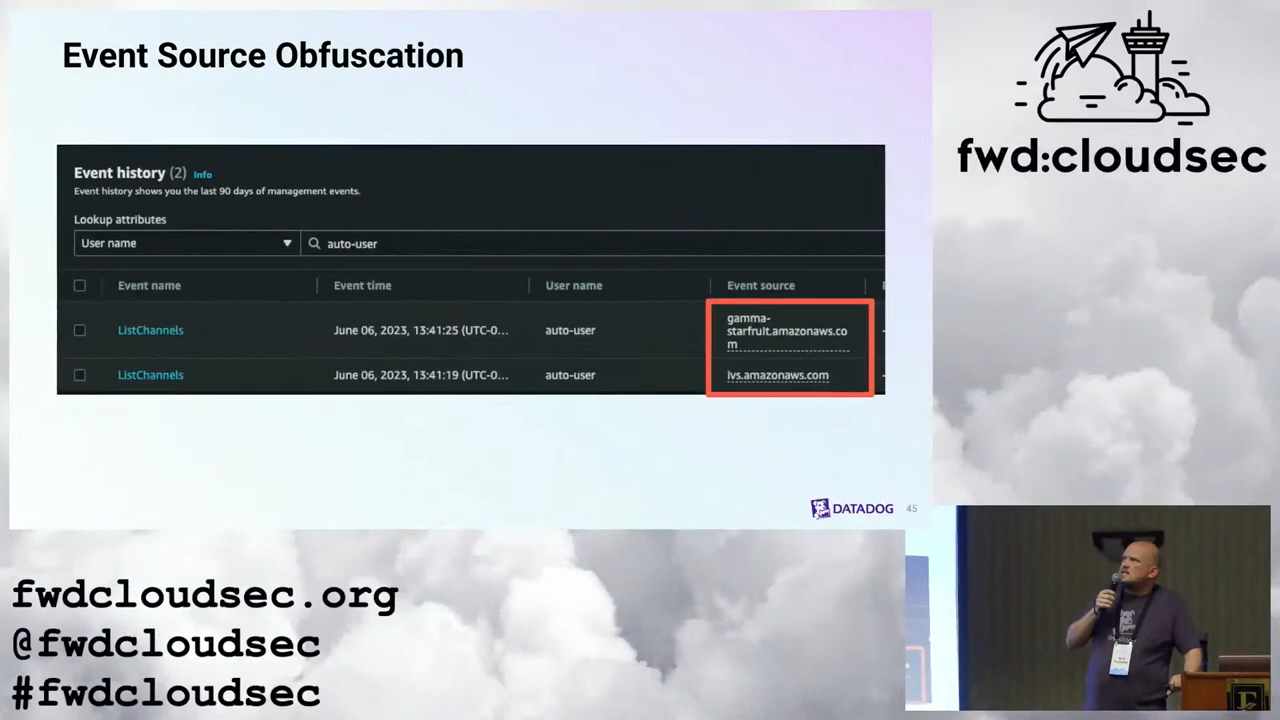 Event Source Obfuscation
fwd:cloudsec
Event history (2) Info
Event history shows you the last 90 days of management events.
Lookup attributes
User name
auto-user
Event name
Event time
User name
Event source
ListChannels
June 06, 2023, 13:41:25 (UTC-0...
auto-user
gamma-
starfruit.amazonaws.co
m
ListChannels
June 06, 2023, 13:41:19 (UTC-0...
auto-user
ivs.amazonaws.com
DATADOG
45
fwdcloudsec.org
@fwdcloudsec
#fwdcloudsec